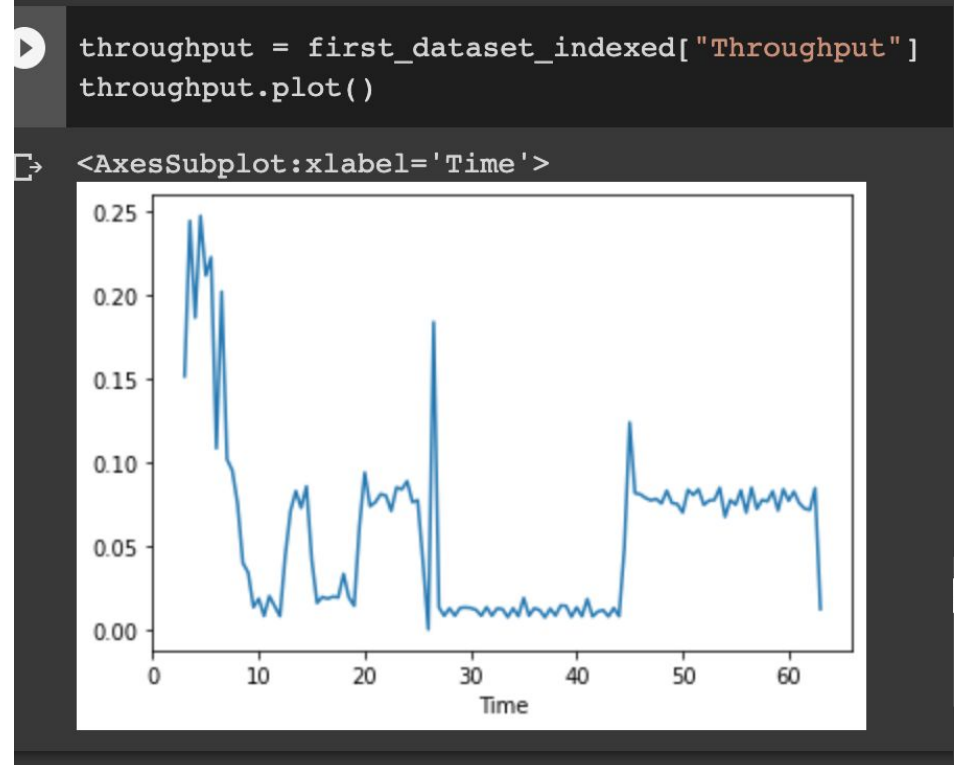 throughput = first_dataset_indexed["Throughput"]
throughput.plot()
<AxesSubplot:xlabel='Time'>
0.25
0.20
0.15
0.10
0.05
0.00
0 10 20 30 40 50 60
Time